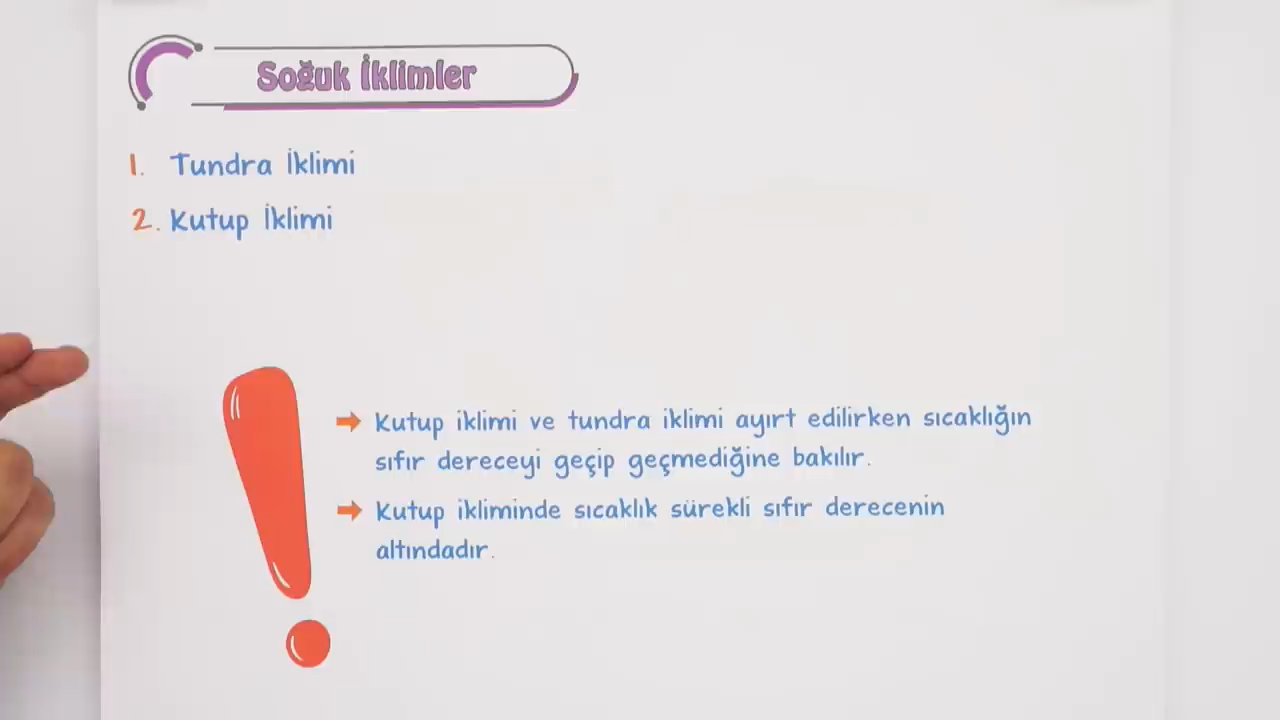 Soğuk İklimler
1. Tundra İklimi
2. Kutup İklimi
➡ Kutup iklimi ve tundra iklimi ayırt edilirken sıcaklığın
sıfır dereceyi geçip geçmediğine bakılır.
➡ Kutup ikliminde sıcaklık sürekli sıfır derecenin
altındadır.